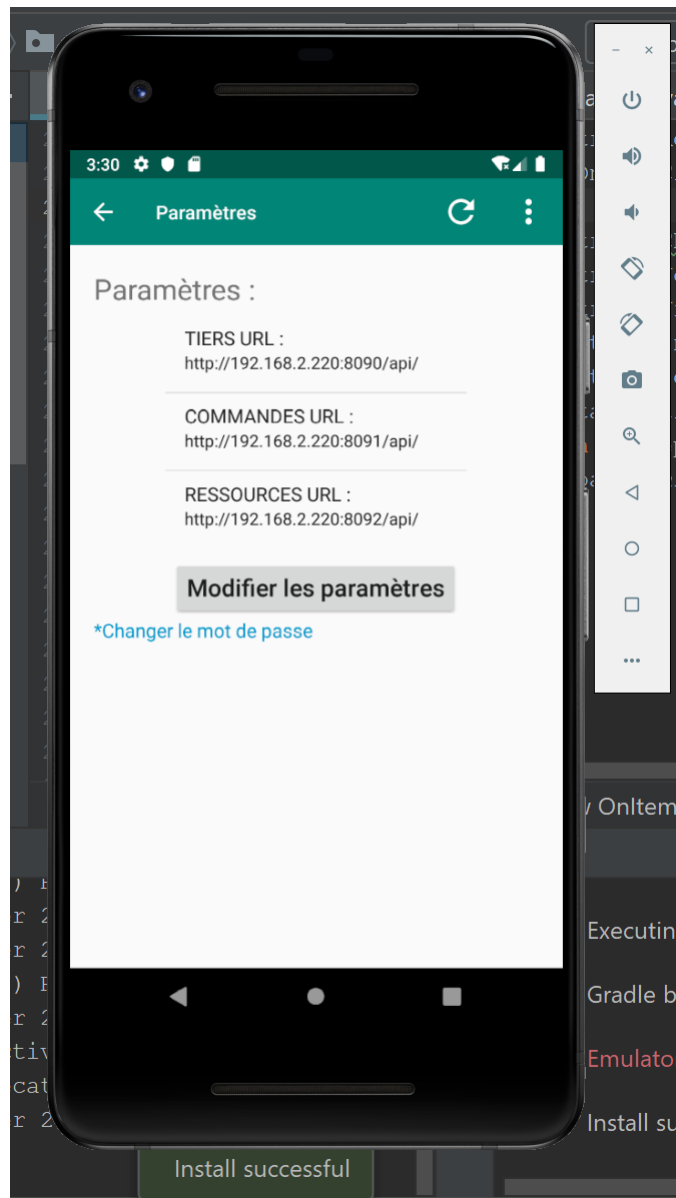 3:30
Paramètres
Paramètres :
TIERS URL :
http://192.168.2.220:8090/api/
COMMANDES URL :
http://192.168.2.220:8091/api/
RESSOURCES URL :
http://192.168.2.220:8092/api/
Modifier les paramètres
*Changer le mot de passe
OnItem
Executin
Gradle b
Emulato
Install su
Install successful